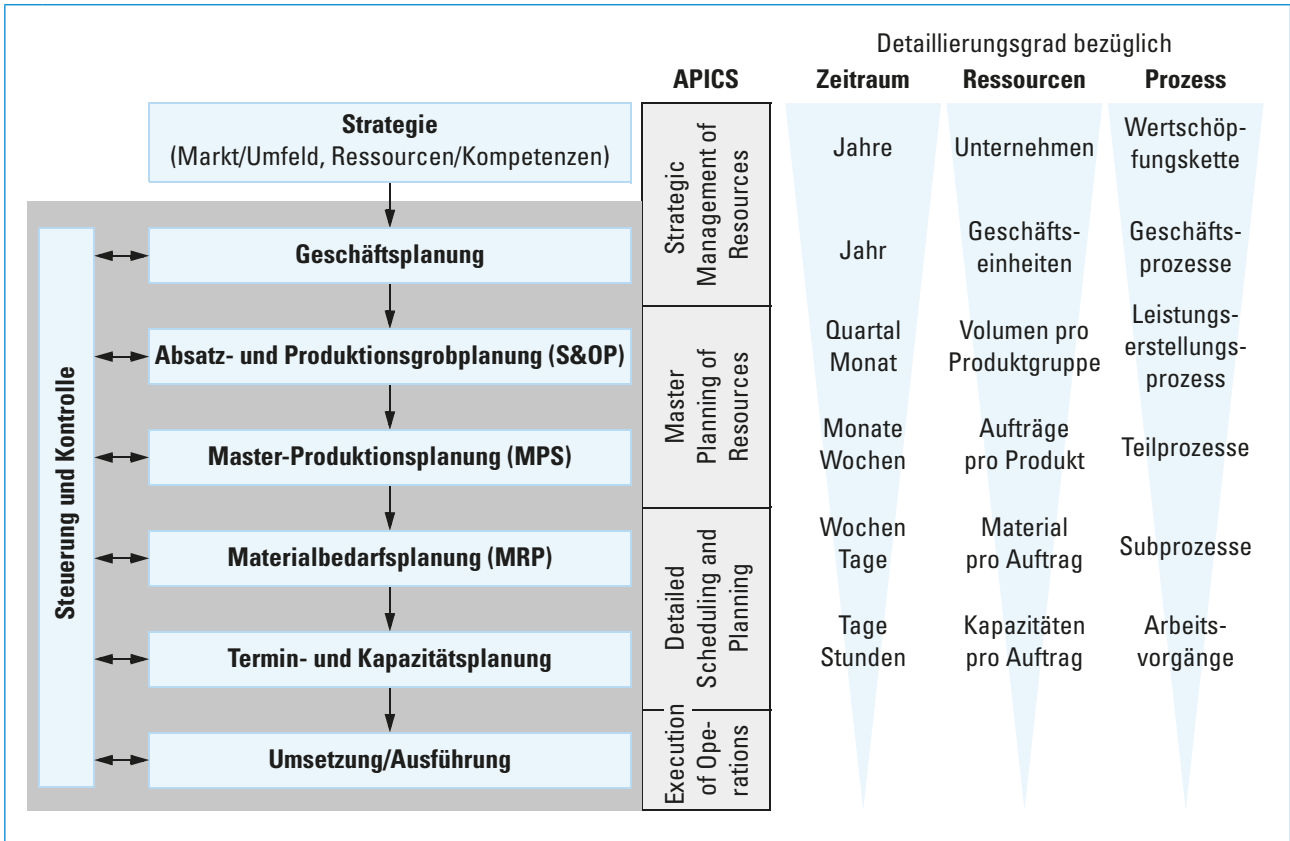 Detaillierungsgrad bezüglich
APICS
Zeitraum
Ressourcen
Prozess
Strategie
(Markt/Umfeld, Ressourcen/Kompetenzen)
Geschäftsplanung
Absatz- und Produktionsgrobplanung (S&OP)
Master-Produktionsplanung (MPS)
Materialbedarfsplanung (MRP)
Termin- und Kapazitätsplanung
Umsetzung/Ausführung
Steuerung und Kontrolle
Strategic
Management of
Resources
Master
Planning of
Resources
Detailed
Scheduling and
Planning
Execution
of Ope-
rations
Jahre
Jahr
Quartal
Monat
Monate
Wochen
Wochen
Tage
Tage
Stunden
Unternehmen
Geschäfts-
einheiten
Volumen pro
Produktgruppe
Aufträge
pro Produkt
Material
pro Auftrag
Kapazitäten
pro Auftrag
Wertschöp-
fungskette
Geschäfts-
prozesse
Leistungs-
erstellungs-
prozess
Teilprozesse
Subprozesse
Arbeits-
vorgänge